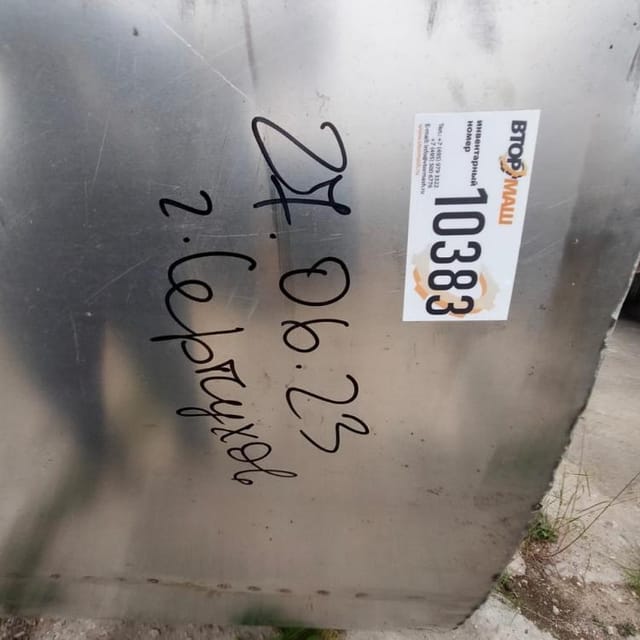 ВТОРМАШ
инвентарный
номер
10383
27.06.23
г. Серпухов